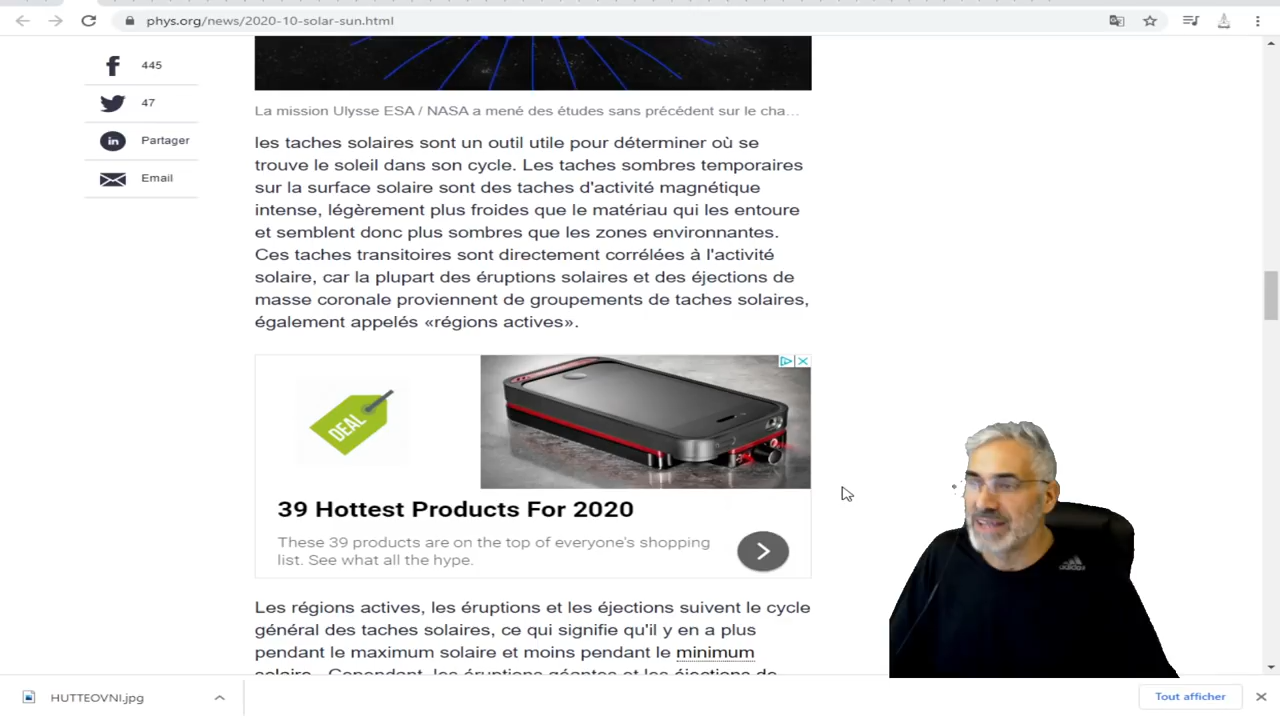 phys.org/news/2020-10-solar-sun.html
445
47
Partager
Email
La mission Ulysse ESA / NASA a mené des études sans précédent sur le cha...
les taches solaires sont un outil utile pour déterminer où se
trouve le soleil dans son cycle. Les taches sombres temporaires
sur la surface solaire sont des taches d'activité magnétique
intense, légèrement plus froides que le matériau qui les entoure
et semblent donc plus sombres que les zones environnantes.
Ces taches transitoires sont directement corrélées à l'activité
solaire, car la plupart des éruptions solaires et des éjections de
masse coronale proviennent de groupements de taches solaires,
également appelés «régions actives».
DEAL
39 Hottest Products For 2020
These 39 products are on the top of everyone's shopping
list. See what all the hype.
Les régions actives, les éruptions et les éjections suivent le cycle
général des taches solaires, ce qui signifie qu'il y en a plus
pendant le maximum solaire et moins pendant le minimum
solaire. Cependant, les éruptions géantes et les éjections de
adidas
HUTTEOVNI.jpg
Tout afficher